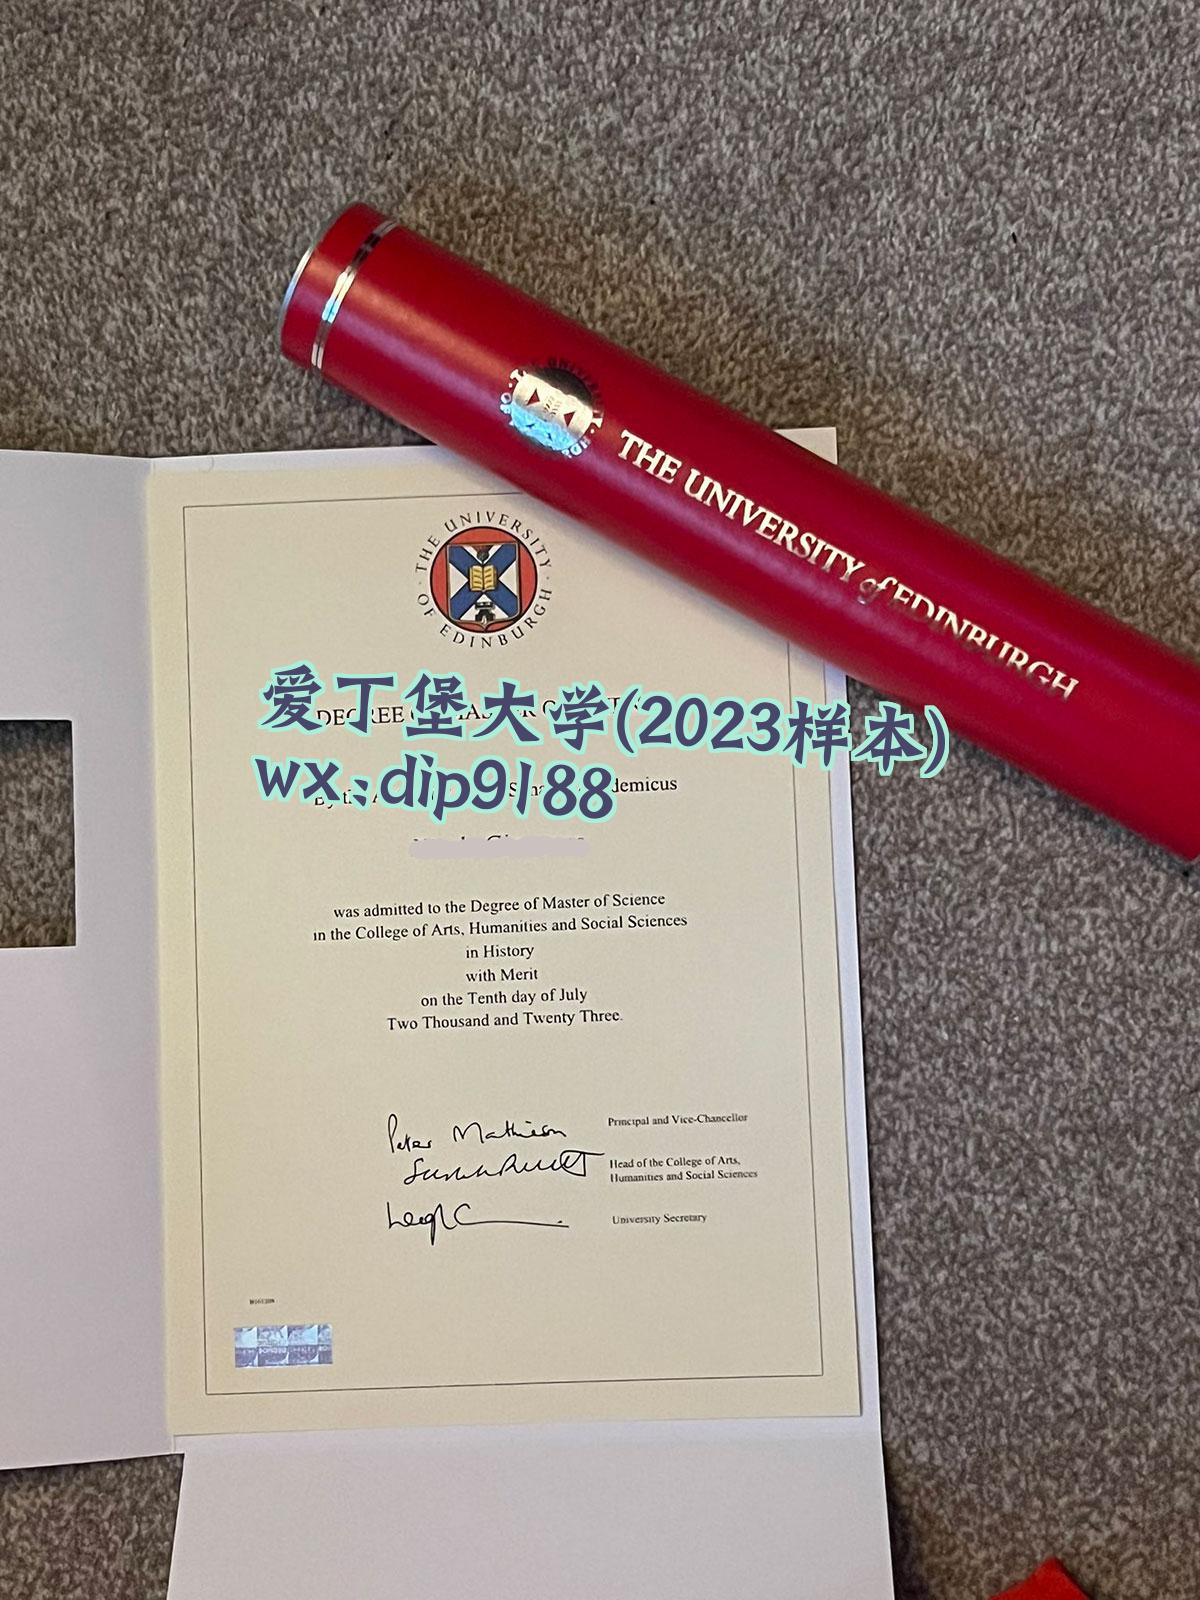 THE UNIVERSITY of EDINBURGH
THE UNIVERSITY OF EDINBURGH
爱丁堡大学(2023样本)
DEGREE
wx:dip9188
By
was admitted to the Degree of Master of Science
in the College of Arts, Humanities and Social Sciences
in History
with Merit
on the Tenth day of July
Two Thousand and Twenty Three.
Peter Mathieson
Principal and Vice-Chancellor
Head of the College of Arts,
Humanities and Social Sciences
University Secretary